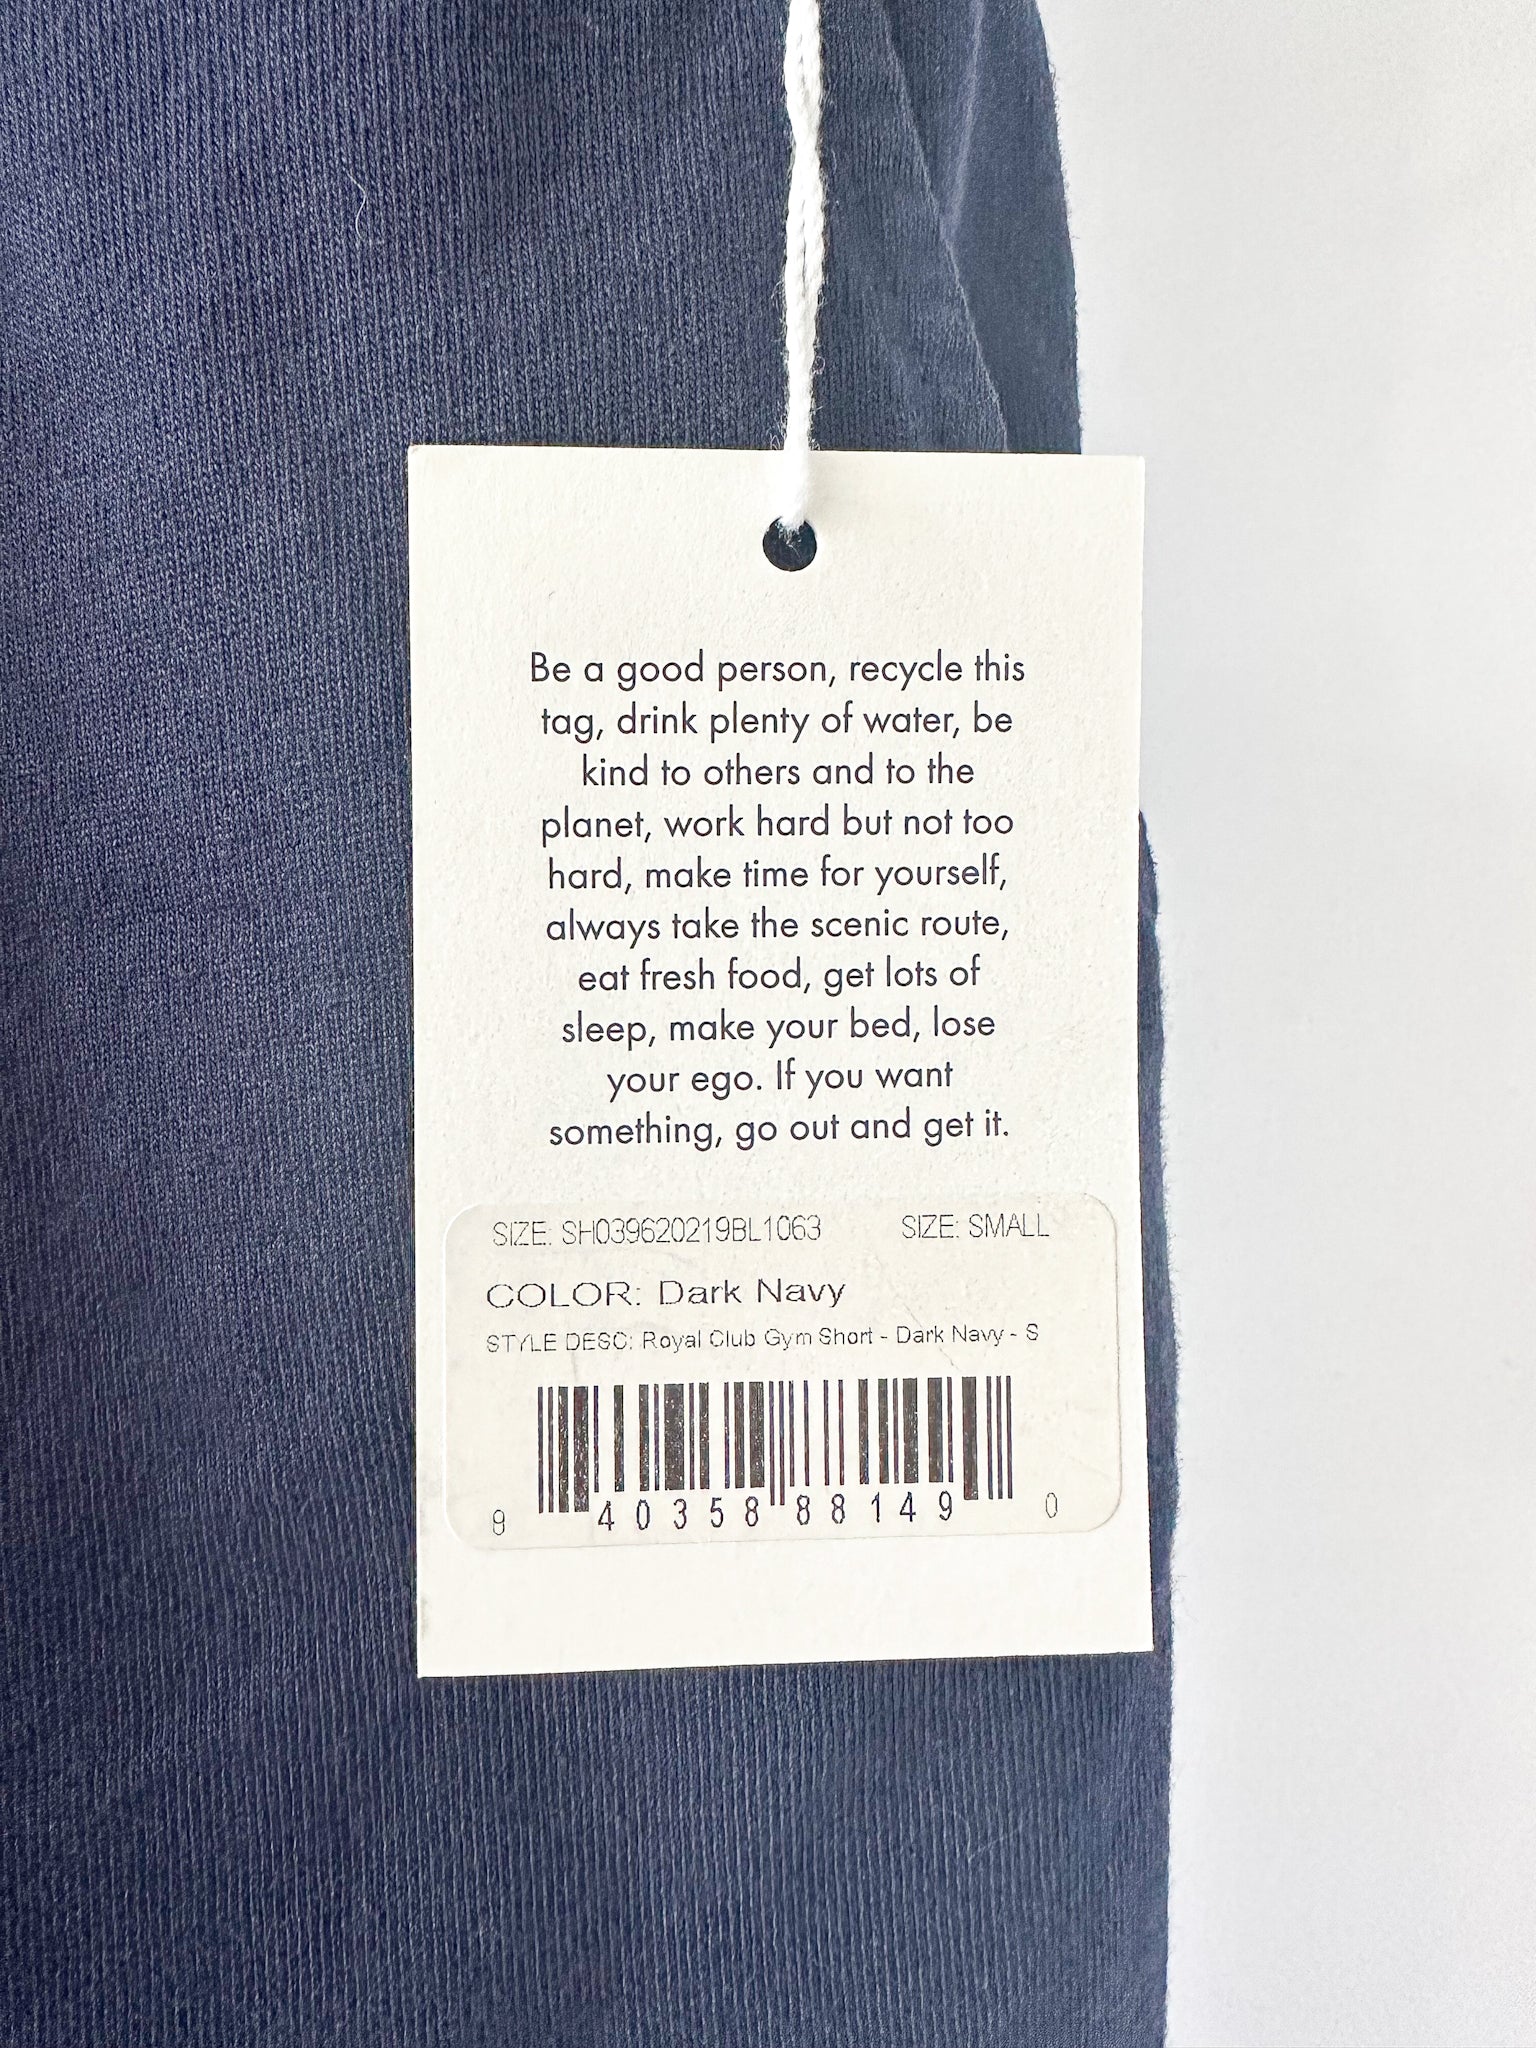 Be a good person, recycle this
tag, drink plenty of water, be
kind to others and to the
planet, work hard but not too
hard, make time for yourself,
always take the scenic route,
eat fresh food, get lots of
sleep, make your bed, lose
your ego. If you want
something, go out and get it.
SIZE: SH039620219BL1063 SIZE: SMALL
COLOR: Dark Navy
STYLE DESC: Royal Club Gym Short - Dark Navy - S
8 40358 88149 0